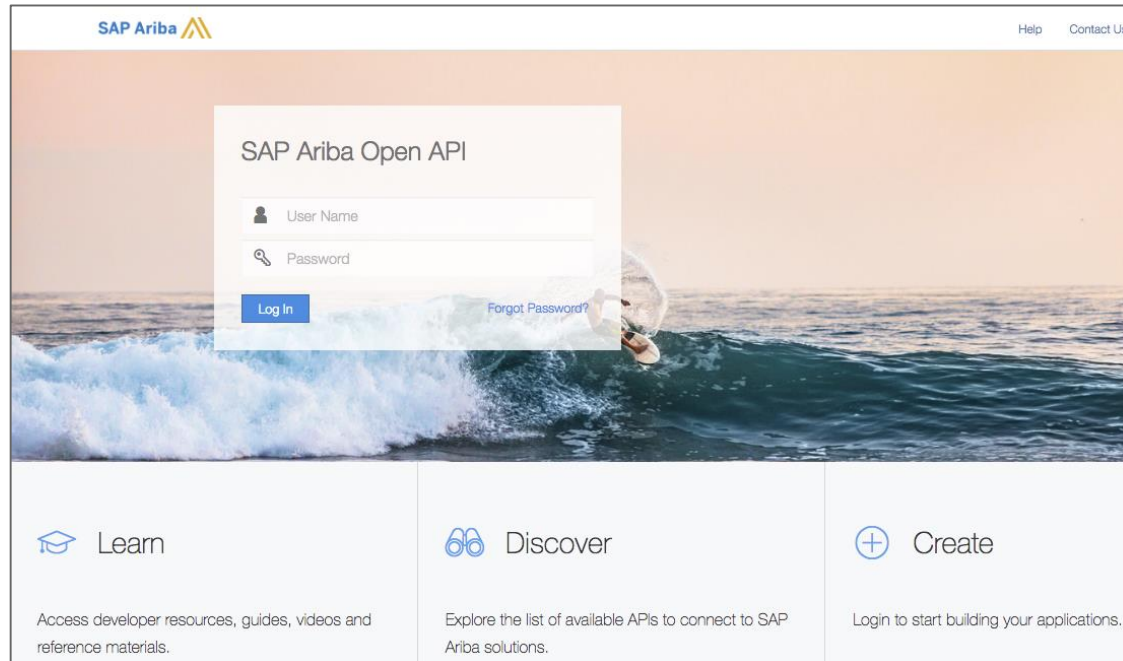 SAP Ariba
Help Contact Us
SAP Ariba Open API
User Name
Password
Log In Forgot Password?
Learn
Access developer resources, guides, videos and
reference materials.
Discover
Explore the list of available APIs to connect to SAP
Ariba solutions.
Create
Login to start building your applications.